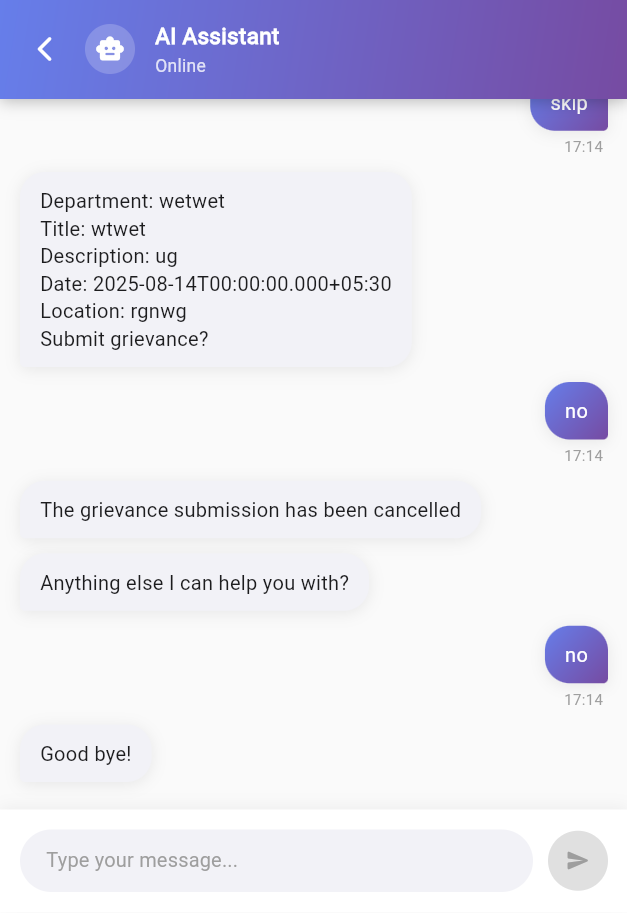 AI Assistant
Online
skip
17:14
Department: wetwet
Title: wtwet
Description: ug
Date: 2025-08-14T00:00:00.000+05:30
Location: rgnwg
Submit grievance?
no
17:14
The grievance submission has been cancelled
Anything else I can help you with?
no
17:14
Good bye!
Type your message...